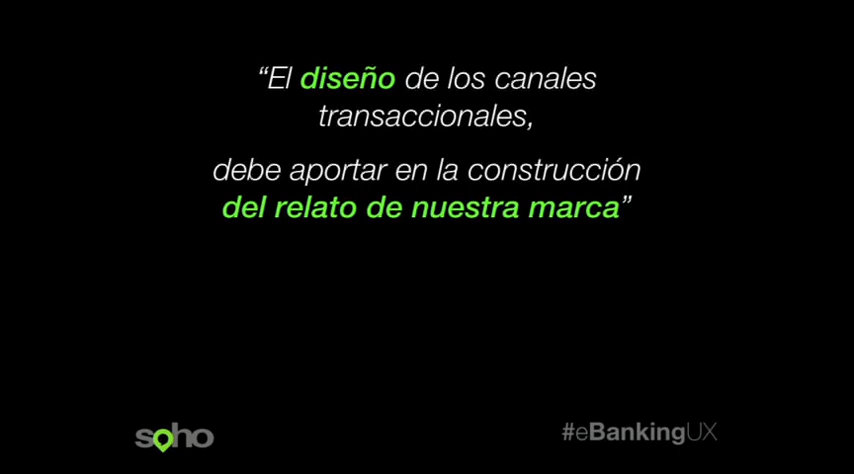 “El diseño de los canales
transaccionales,
debe aportar en la construcción
del relato de nuestra marca”
soho
#eBankingUX